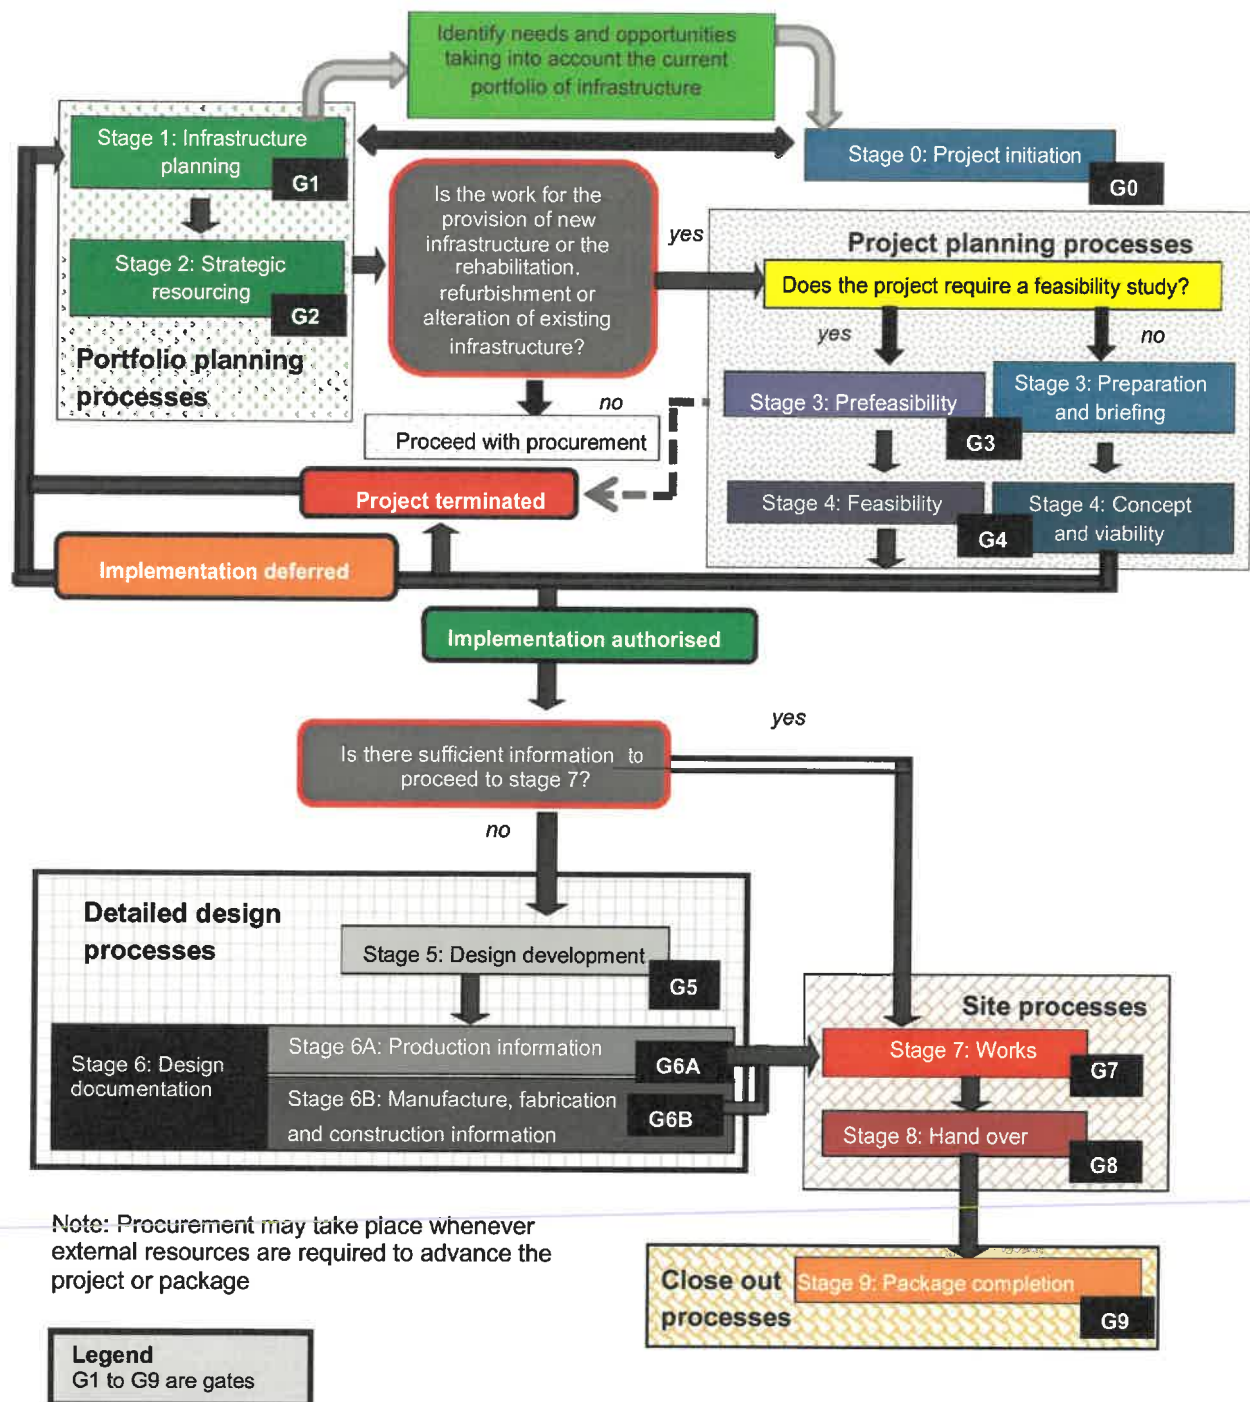 Identify needs and opportunities
taking into account the current
portfolio of infrastructure
Stage 1: Infrastructure
planning
G1
Stage 0: Project initiation
G0
Is the work for the
provision of new
infrastructure or the
rehabilitation.
refurbishment or
alteration of existing
infrastructure?
yes
Project planning processes
Stage 2: Strategic
resourcing
G2
Does the project require a feasibility study?
yes
no
Portfolio planning
processes
no
Stage 3: Prefeasibility
G3
Stage 3: Preparation
and briefing
Proceed with procurement
Project terminated
Stage 4: Feasibility
G4
Stage 4: Concept
and viability
Implementation deferred
Implementation authorised
yes
Is there sufficient information to
proceed to stage 7?
no
Detailed design
processes
Stage 5: Design development
G5
Site processes
Stage 6: Design
documentation
Stage 6A: Production information
G6A
Stage 6B: Manufacture, fabrication
and construction information
G6B
Stage 7: Works
G7
Stage 8: Hand over
G8
Note: Procurement may take place whenever
external resources are required to advance the
project or package
Close out
processes
Stage 9: Package completion
G9
Legend
G1 to G9 are gates